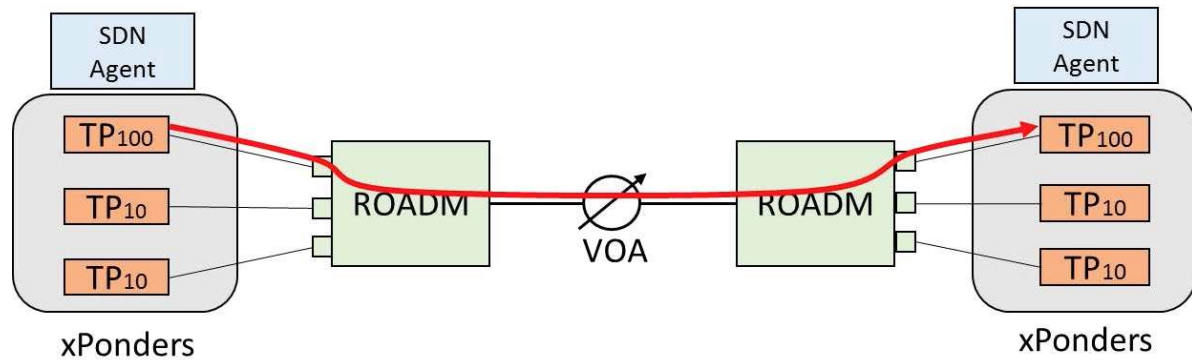 SDN
Agent
SDN
Agent
TP100
TP100
TP10
ROADM
VOA
ROADM
TP10
TP10
TP10
xPonders
xPonders